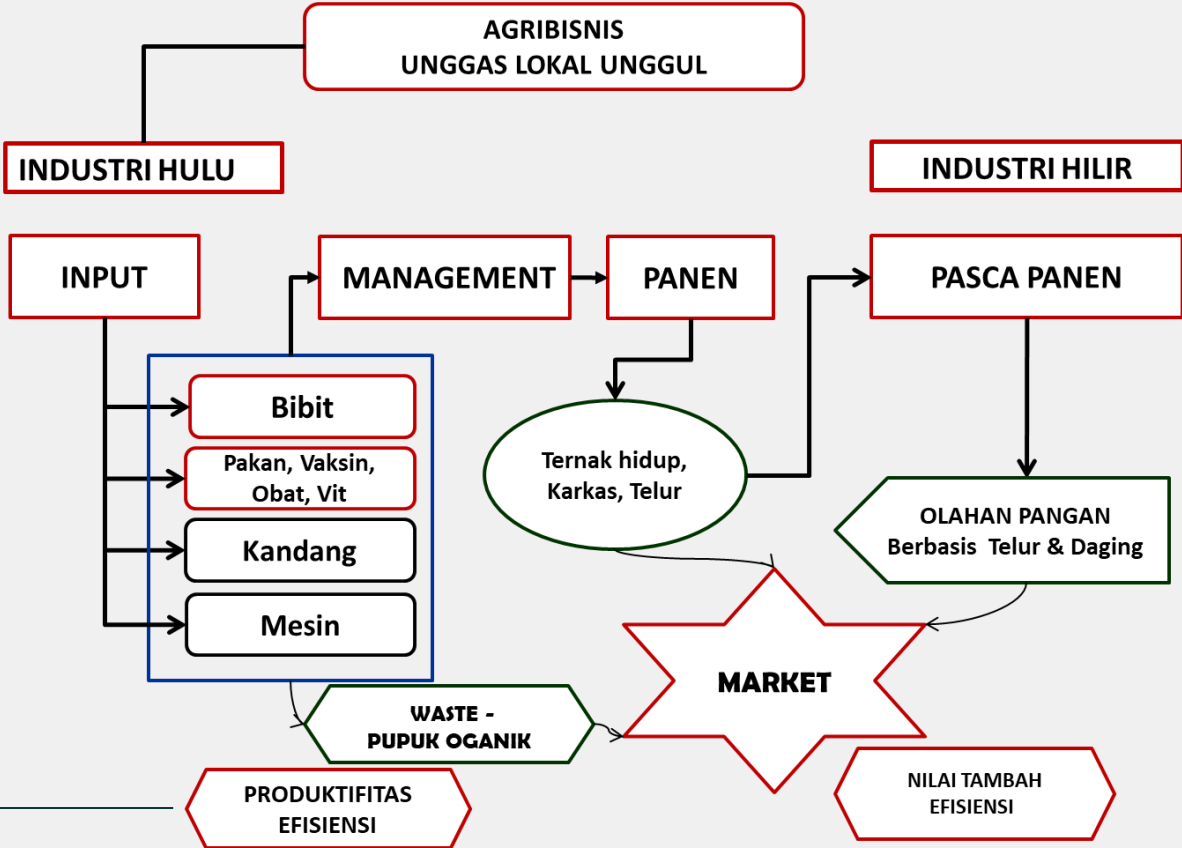 AGRIBISNIS
UNGGAS LOKAL UNGGUL
INDUSTRI HULU
INDUSTRI HILIR
INPUT
MANAGEMENT
PANEN
PASCA PANEN
Bibit
Pakan, Vaksin,
Obat, Vit
Kandang
Mesin
Ternak hidup,
Karkas, Telur
OLAHAN PANGAN
Berbasis Telur & Daging
MARKET
WASTE -
PUPUK OGANIK
PRODUKTIFITAS
EFISIENSI
NILAI TAMBAH
EFISIENSI